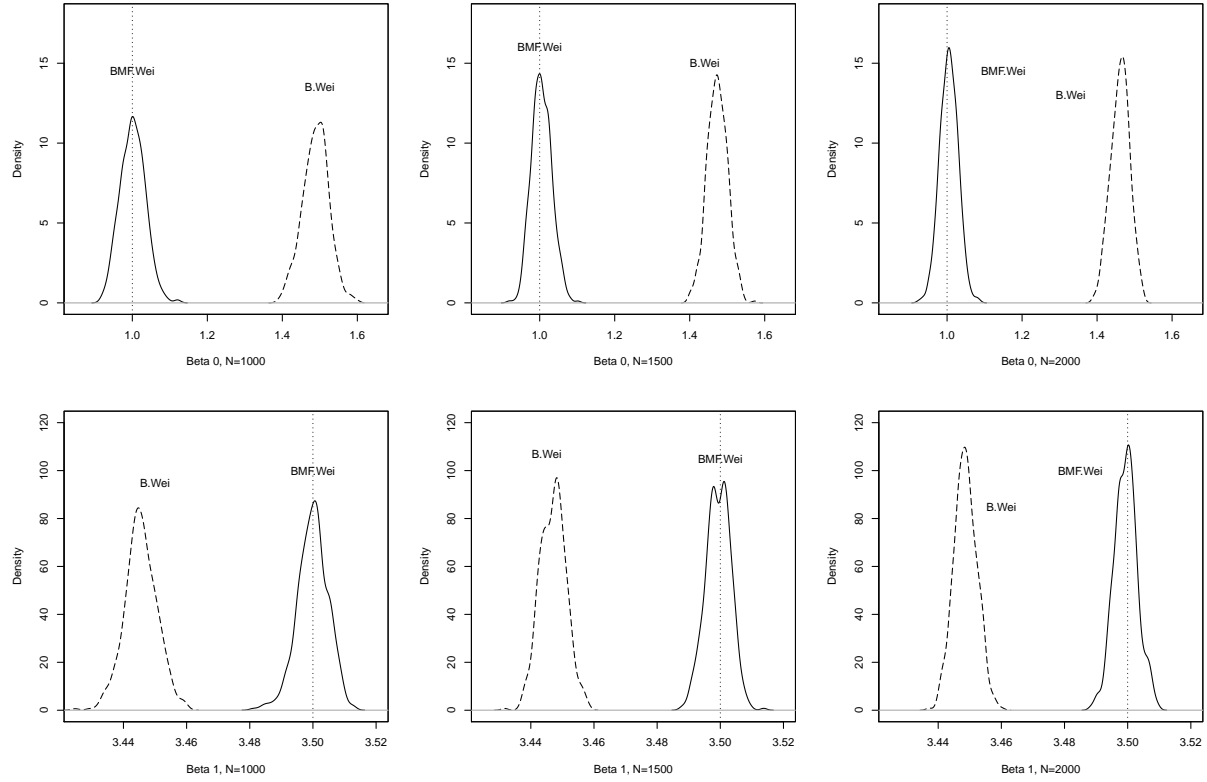 Density
0
5
10
15
BMF.Wei
B.Wei
1.0 1.2 1.4 1.6
Beta 0, N=1000
Density
0
5
10
15
BMF.Wei
B.Wei
1.0 1.2 1.4 1.6
Beta 0, N=1500
Density
0
5
10
15
BMF.Wei
B.Wei
1.0 1.2 1.4 1.6
Beta 0, N=2000
Density
0
20
40
60
80
100
120
B.Wei
BMF.Wei
3.44 3.46 3.48 3.50 3.52
Beta 1, N=1000
Density
0
20
40
60
80
100
120
B.Wei
BMF.Wei
3.44 3.46 3.48 3.50 3.52
Beta 1, N=1500
Density
0
20
40
60
80
100
120
BMF.Wei
B.Wei
3.44 3.46 3.48 3.50 3.52
Beta 1, N=2000